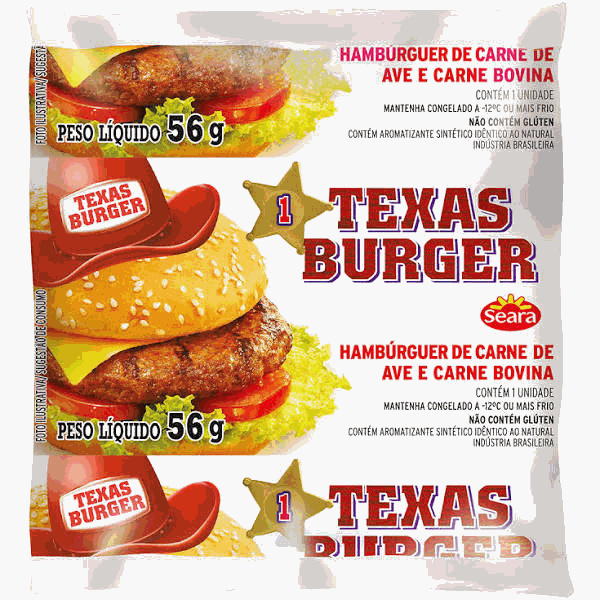 HAMBÚRGUER DE CARNE DE
AVE E CARNE BOVINA
CONTÉM 1 UNIDADE
MANTENHA CONGELADO A -12ºC OU MAIS FRIO
NÃO CONTÉM GLÚTEN
CONTÉM AROMATIZANTE SINTÉTICO IDÊNTICO AO NATURAL
INDÚSTRIA BRASILEIRA
FOTO ILUSTRATIVA/ SUGEST
PESO LÍQUIDO 56 g
TEXAS
BURGER
1
TEXAS
BURGER
Seara
HAMBÚRGUER DE CARNE DE
AVE E CARNE BOVINA
CONTÉM 1 UNIDADE
MANTENHA CONGELADO A -12ºC OU MAIS FRIO
NÃO CONTÉM GLÚTEN
CONTÉM AROMATIZANTE SINTÉTICO IDÊNTICO AO NATURAL
INDÚSTRIA BRASILEIRA
FOTO ILUSTRATIVA/ SUGESTÃO DE CONSUMO
PESO LÍQUIDO 56 g
TEXAS
BURGER
1
TEXAS
BURGER